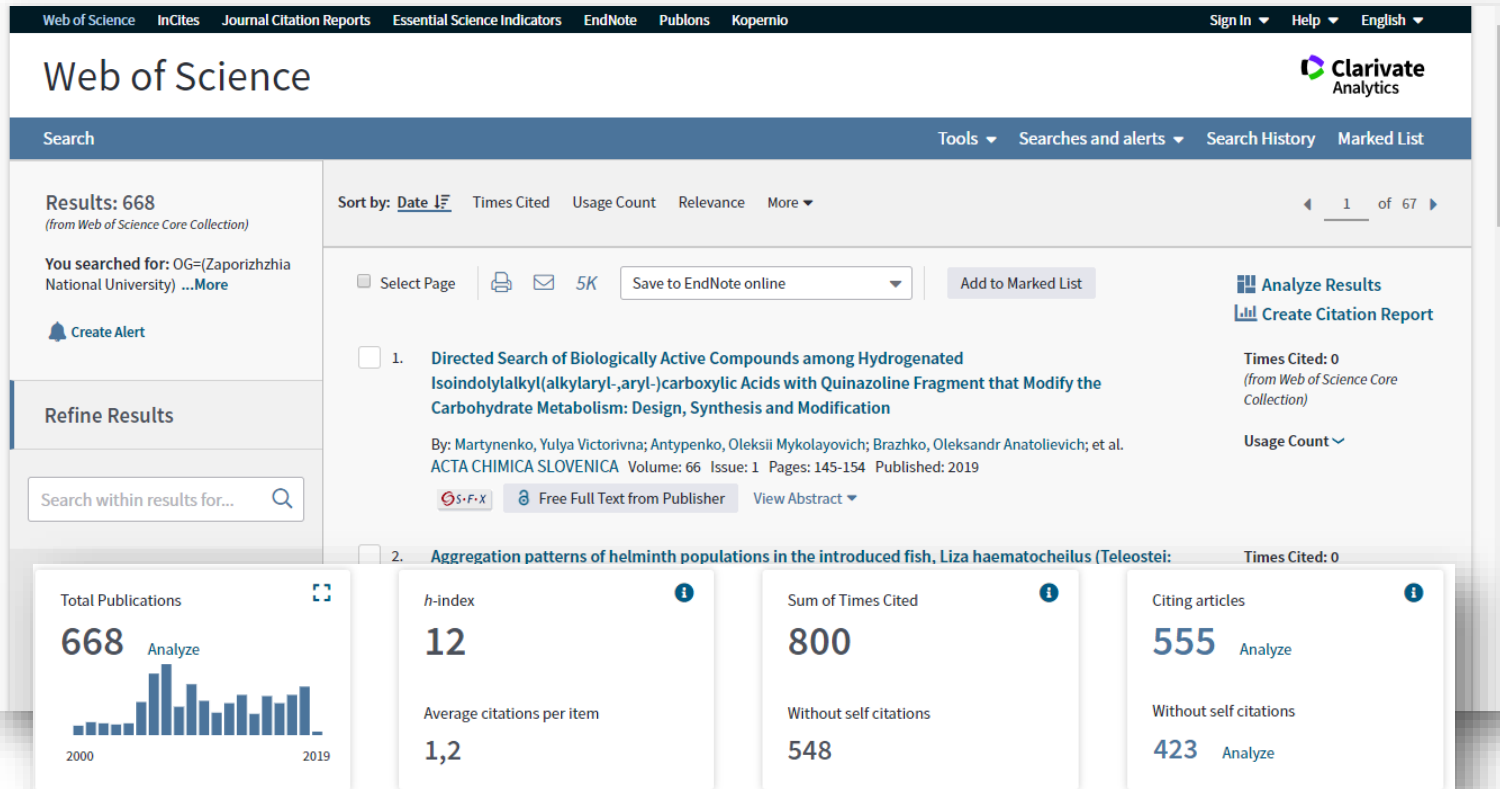 Web of Science InCites Journal Citation Reports Essential Science Indicators EndNote Publons Kopernio Sign In Help English
Web of Science
Clarivate
Analytics
Search Tools Searches and alerts Search History Marked List
Results: 668
(from Web of Science Core Collection)
You searched for: OG=(Zaporizhzhia
National University) ...More
Create Alert
Refine Results
Search within results for...
Sort by: Date Times Cited Usage Count Relevance More
1 of 67
Select Page 5K Save to EndNote online Add to Marked List
Analyze Results
Create Citation Report
1. Directed Search of Biologically Active Compounds among Hydrogenated
Isoindolylalkyl(alkylaryl-,aryl-)carboxylic Acids with Quinazoline Fragment that Modify the
Carbohydrate Metabolism: Design, Synthesis and Modification
By: Martynenko, Yulya Victorivna; Antypenko, Oleksii Mykolayovich; Brazhko, Oleksandr Anatolievich; et al.
ACTA CHIMICA SLOVENICA Volume: 66 Issue: 1 Pages: 145-154 Published: 2019
S·F·X Free Full Text from Publisher View Abstract
Times Cited: 0
(from Web of Science Core
Collection)
Usage Count
2. Aggregation patterns of helminth populations in the introduced fish, Liza haematocheilus (Teleostei:
Times Cited: 0
Total Publications
668 Analyze
2000 2019
h-index
12
Average citations per item
1,2
Sum of Times Cited
800
Without self citations
548
Citing articles
555 Analyze
Without self citations
423 Analyze